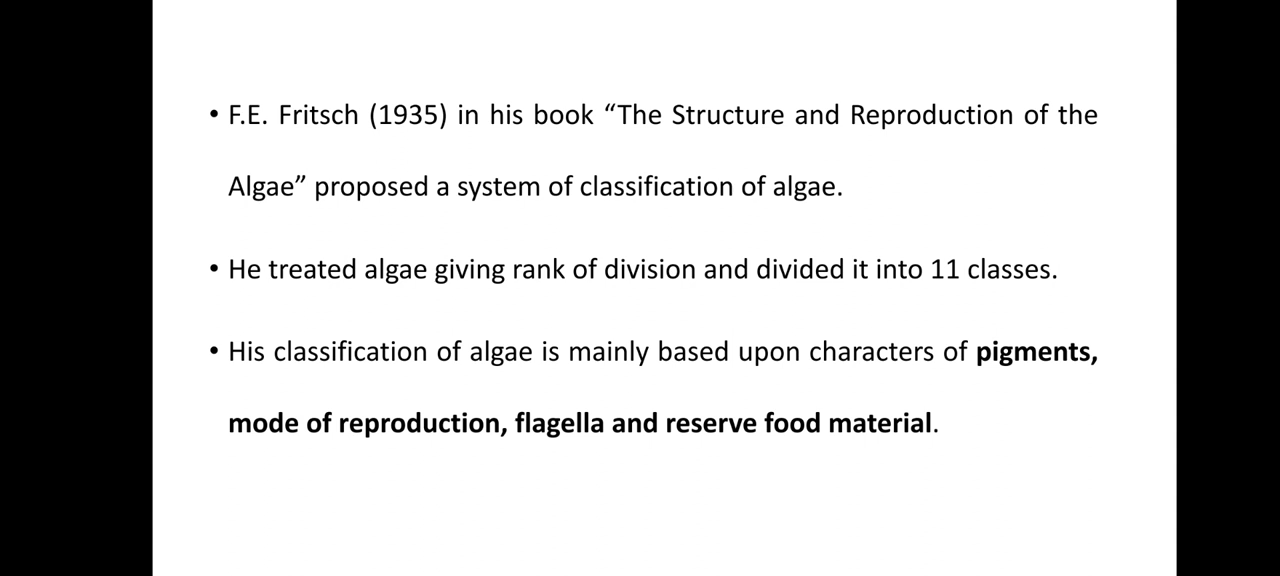 • F.E. Fritsch (1935) in his book “The Structure and Reproduction of the
Algae” proposed a system of classification of algae.
• He treated algae giving rank of division and divided it into 11 classes.
• His classification of algae is mainly based upon characters of pigments,
mode of reproduction, flagella and reserve food material.